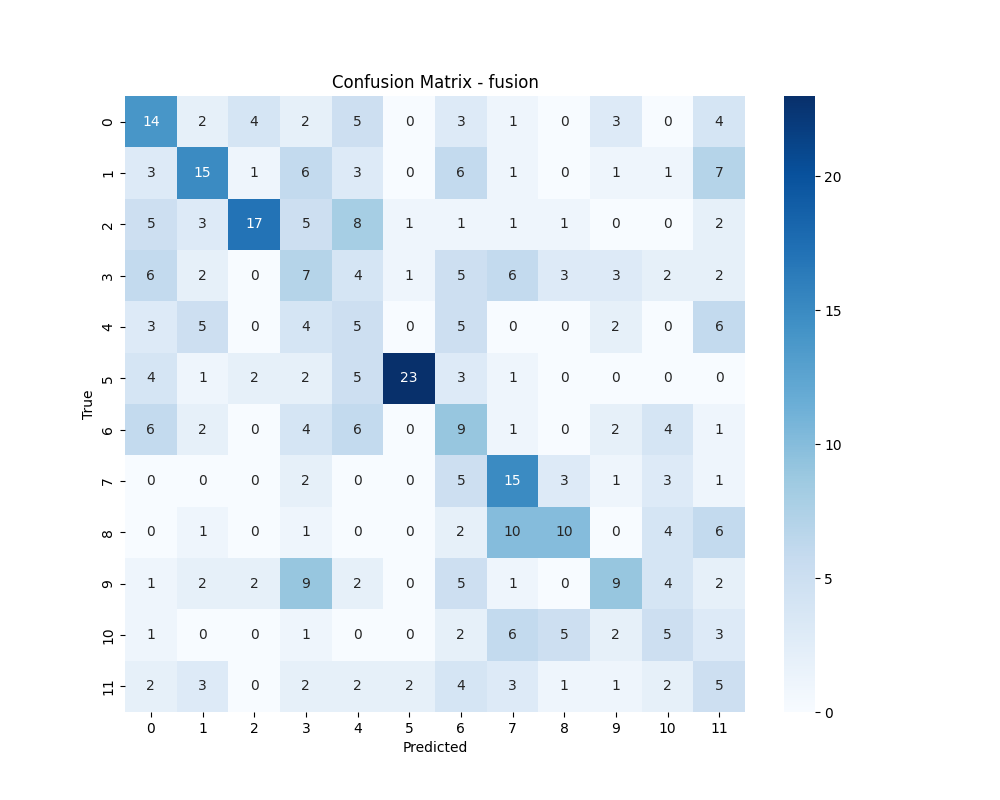 Confusion Matrix - fusion
0 14 2 4 2 5 0 3 1 0 3 0 4
1 3 15 1 6 3 0 6 1 0 1 1 7
2 5 3 17 5 8 1 1 1 1 0 0 2
3 6 2 0 7 4 1 5 6 3 3 2 2
4 3 5 0 4 5 0 5 0 0 2 0 6
5 4 1 2 2 5 23 3 1 0 0 0 0
6 6 2 0 4 6 0 9 1 0 2 4 1
7 0 0 0 2 0 0 5 15 3 1 3 1
8 0 1 0 1 0 0 2 10 10 0 4 6
9 1 2 2 9 2 0 5 1 0 9 4 2
10 1 0 0 1 0 0 2 6 5 2 5 3
11 2 3 0 2 2 2 4 3 1 1 2 5
0 1 2 3 4 5 6 7 8 9 10 11
Predicted
True
20
15
10
5
0